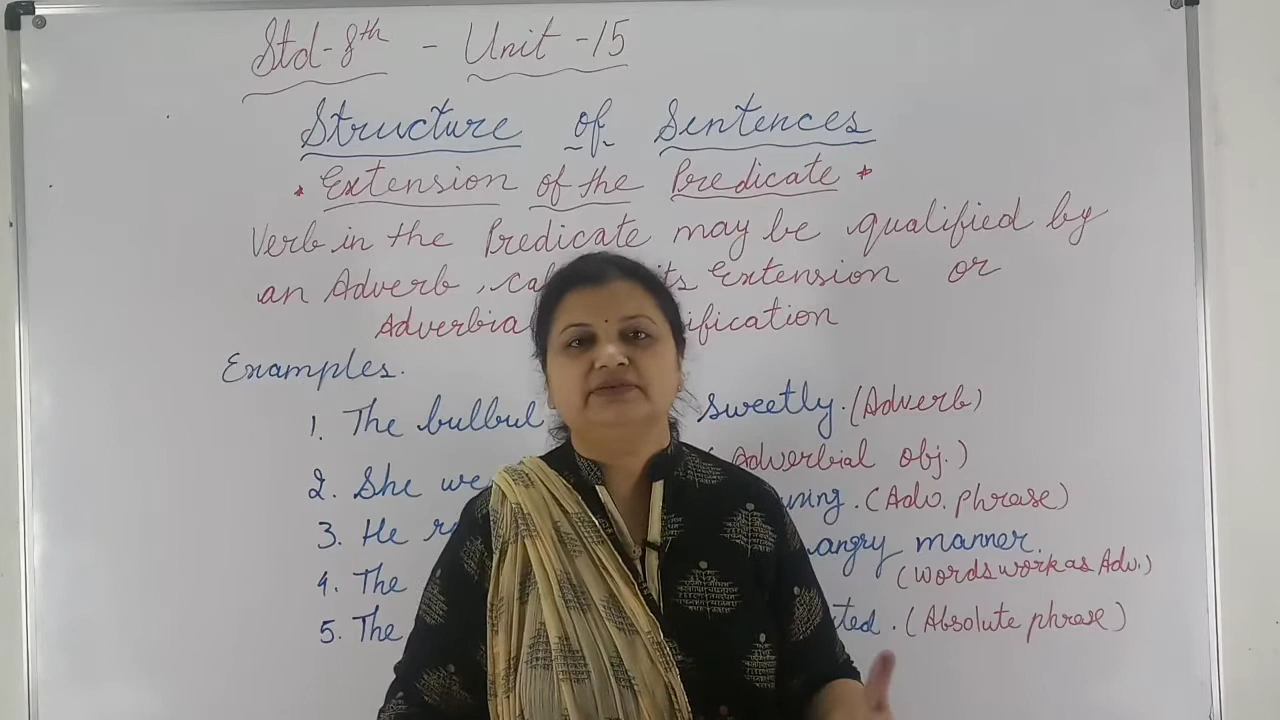 Std-8th - Unit-15
Structure of Sentences
* Extension of the Predicate *
Verb in the Predicate may be qualified by
an Adverb, its Extension or
Adverbia ification
Examples.
1. The bulbul sweetly. (Adverb)
2. She we (Adverbial obj.)
3. He (Adv. phrase)
4. The angry manner.
(Words work as Adv.)
5. The ted. (Absolute phrase)